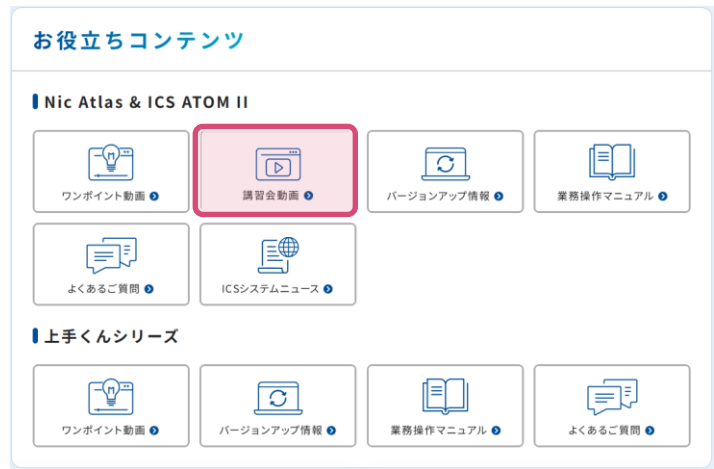 お役立ちコンテンツ
Nic Atlas & ICS ATOM II
ワンポイント動画
講習会動画
バージョンアップ情報
業務操作マニュアル
よくあるご質問
ICSシステムニュース
上手くんシリーズ
ワンポイント動画
バージョンアップ情報
業務操作マニュアル
よくあるご質問